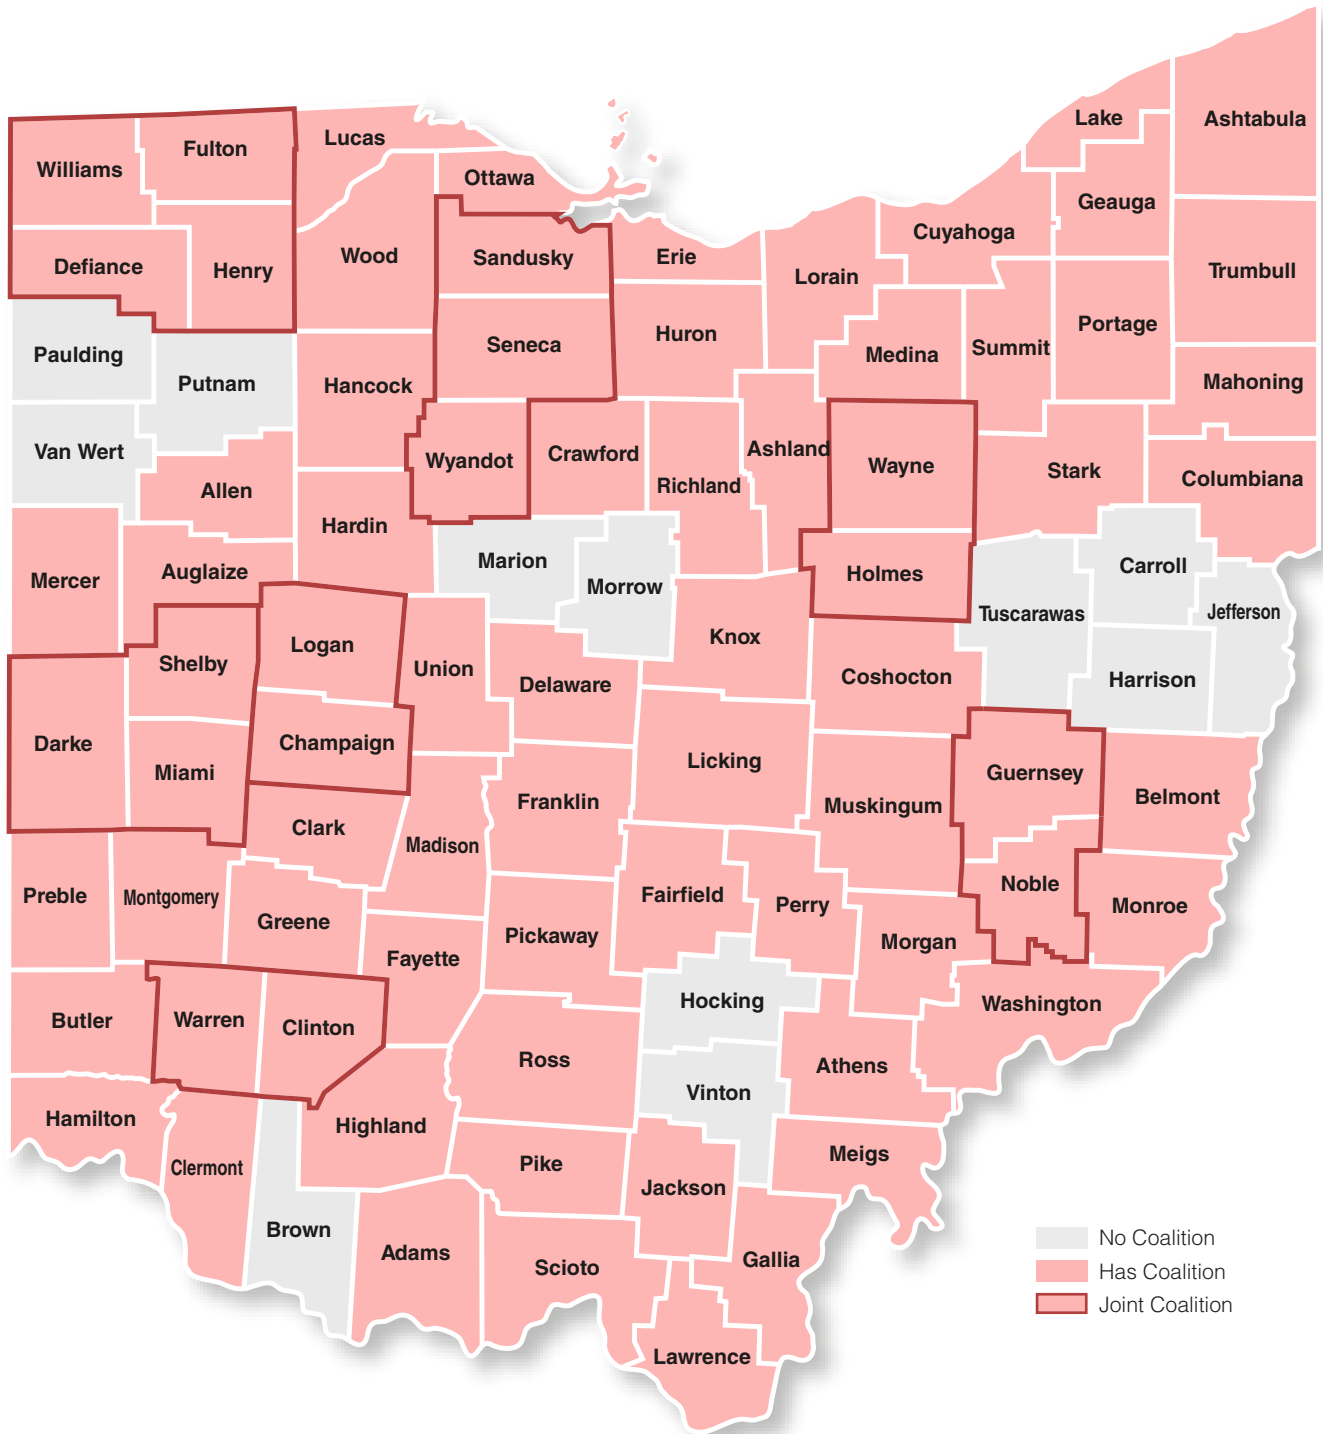 Lake
Ashtabula
Lucas
Fulton
Williams
Ottawa
Geauga
Cuyahoga
Wood
Sandusky
Erie
Defiance
Henry
Lorain
Trumbull
Portage
Huron
Seneca
Summit
Medina
Paulding
Putnam
Hancock
Mahoning
Van Wert
Ashland
Crawford
Wyandot
Wayne
Stark
Columbiana
Richland
Allen
Hardin
Marion
Carroll
Auglaize
Holmes
Mercer
Morrow
Tuscarawas
Jefferson
Knox
Logan
Shelby
Union
Coshocton
Harrison
Delaware
Darke
Champaign
Licking
Miami
Guernsey
Belmont
Franklin
Muskingum
Clark
Madison
Noble
Fairfield
Preble
Montgomery
Perry
Monroe
Greene
Pickaway
Morgan
Fayette
Hocking
Washington
Butler
Warren
Clinton
Ross
Athens
Vinton
Hamilton
Highland
Meigs
Clermont
Pike
Jackson
Brown
Adams
Gallia
Scioto
Lawrence
No Coalition
Has Coalition
Joint Coalition